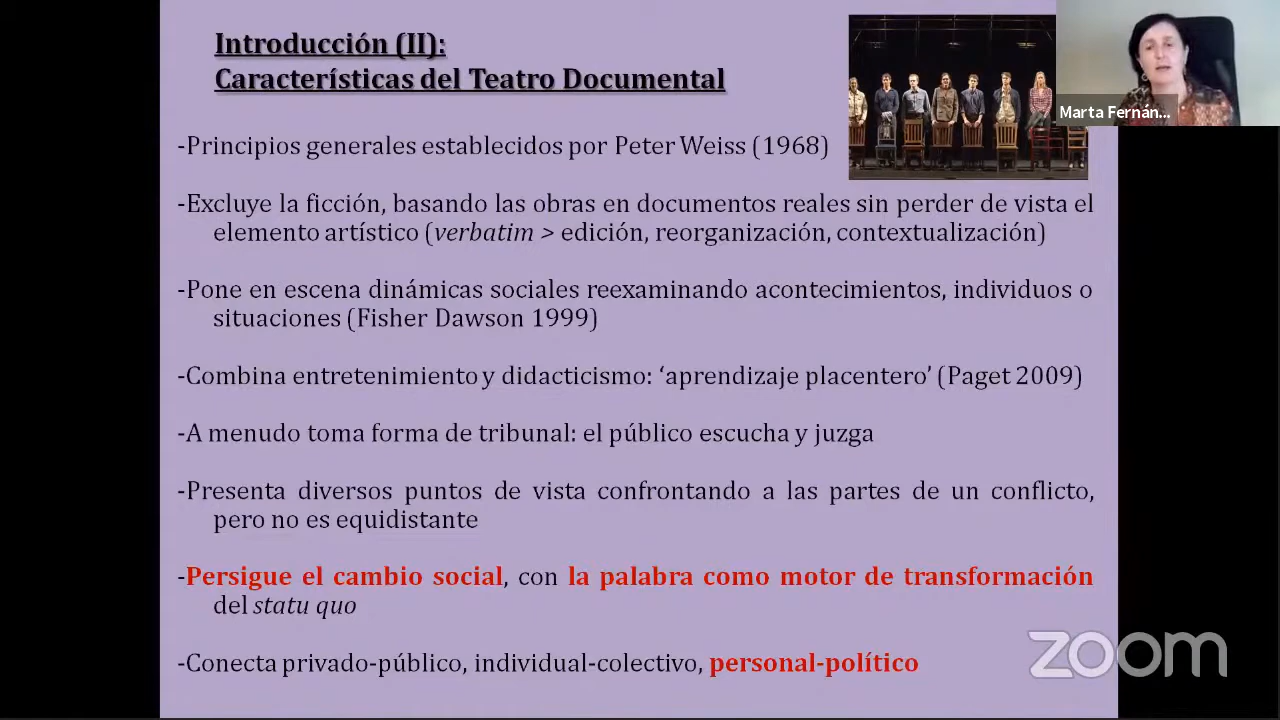 Introducción (II):
Características del Teatro Documental
Marta Fernán...
-Principios generales establecidos por Peter Weiss (1968)
-Excluye la ficción, basando las obras en documentos reales sin perder de vista el
elemento artístico (verbatim > edición, reorganización, contextualización)
-Pone en escena dinámicas sociales reexaminando acontecimientos, individuos o
situaciones (Fisher Dawson 1999)
-Combina entretenimiento y didacticismo: ‘aprendizaje placentero’ (Paget 2009)
-A menudo toma forma de tribunal: el público escucha y juzga
-Presenta diversos puntos de vista confrontando a las partes de un conflicto,
pero no es equidistante
-Persigue el cambio social, con la palabra como motor de transformación
del statu quo
-Conecta privado-público, individual-colectivo, personal-político
zoom